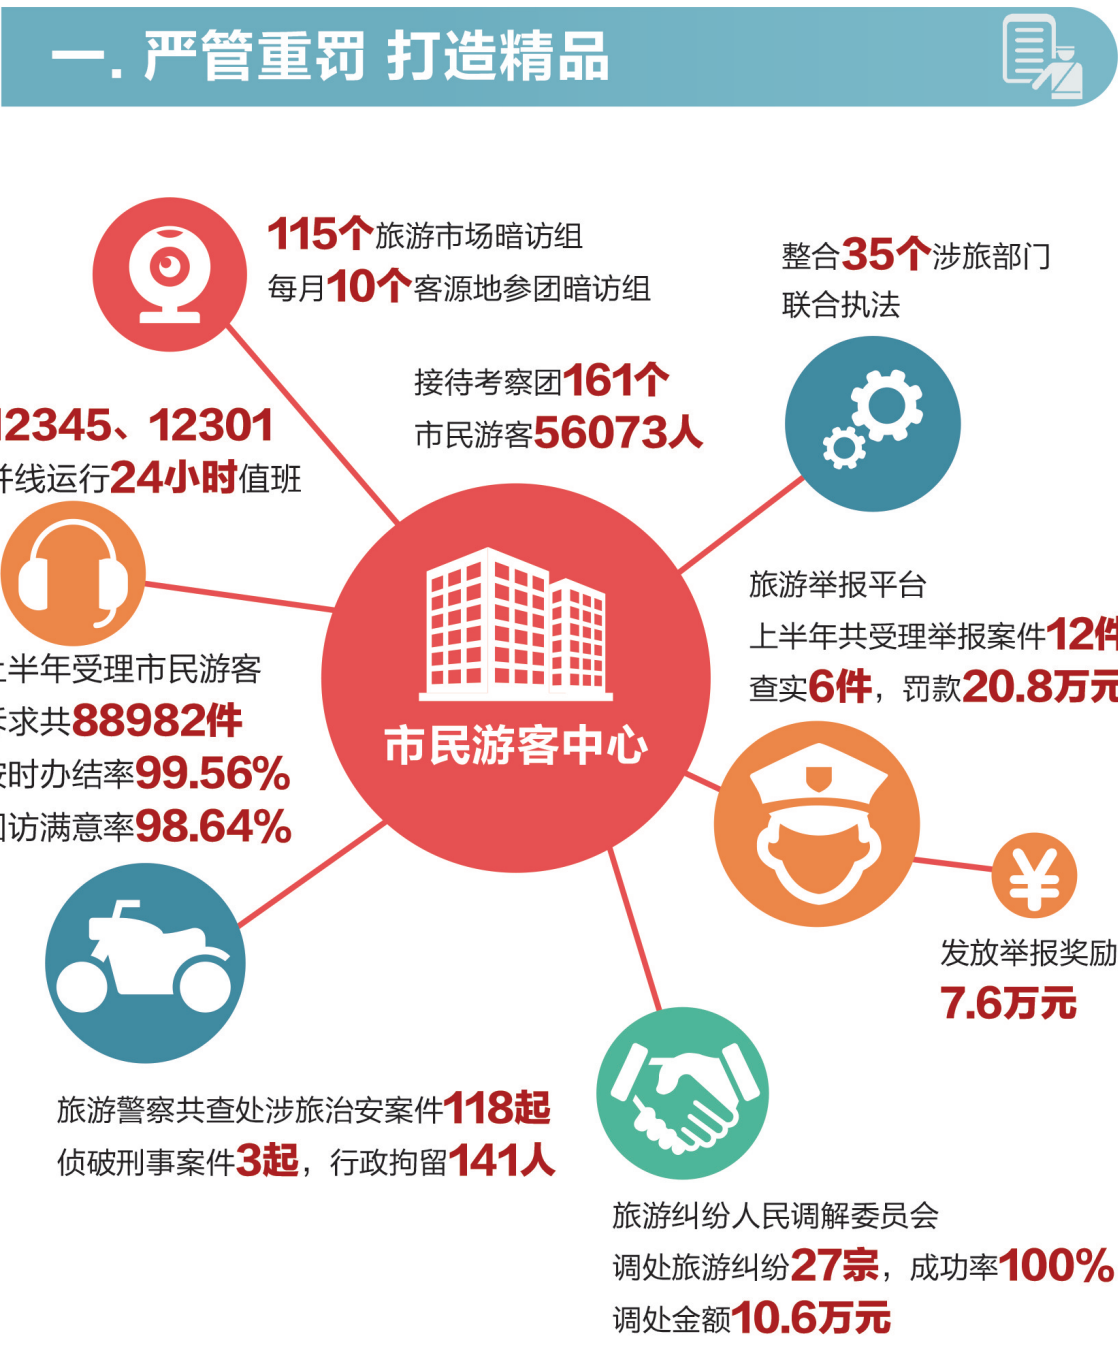 一. 严管重罚 打造精品
115个旅游市场暗访组
每月10个客源地参团暗访组
整合35个涉旅部门
联合执法
接待考察团161个
市民游客56073人
12345、12301
并线运行24小时值班
旅游举报平台
上半年共受理举报案件12件
查实6件，罚款20.8万元
上半年受理市民游客
诉求共88982件
按时办结率99.56%
回访满意率98.64%
市民游客中心
¥
发放举报奖励
7.6万元
旅游警察共查处涉旅治安案件118起
侦破刑事案件3起，行政拘留141人
旅游纠纷人民调解委员会
调处旅游纠纷27宗，成功率100%
调处金额10.6万元